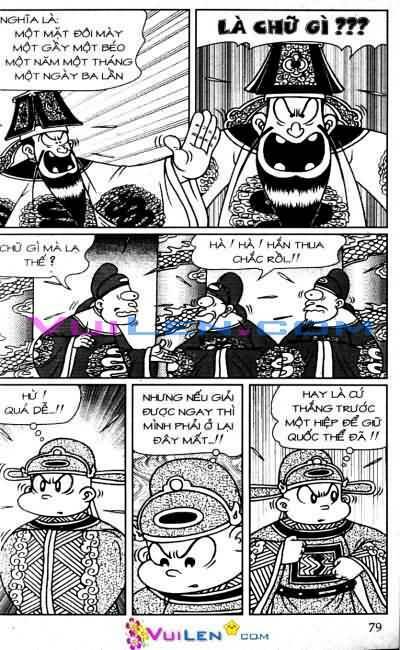 NGHĨA LÀ:
MỘT MẶT ĐÔI MÀY
MỘT GẦY MỘT BÉO
MỘT NĂM MỘT THÁNG
MỘT NGÀY BA LẦN
LÀ CHỮ GÌ ???
CHỮ GÌ MÀ LẠ
THẾ ?
HÀ ! HÀ ! HẮN THUA
CHẮC RỒI...!!
VUILEN.COM
HỪ !
QUÁ DỄ...!!
NHƯNG NẾU GIẢI
ĐƯỢC NGAY THÌ
MÌNH PHẢI Ở LẠI
ĐÂY MẤT...!!
HAY LÀ CỨ
THẮNG TRƯỚC
MỘT HIỆP ĐỂ GIỮ
QUỐC THỂ ĐÃ !!
79
VUILEN.COM